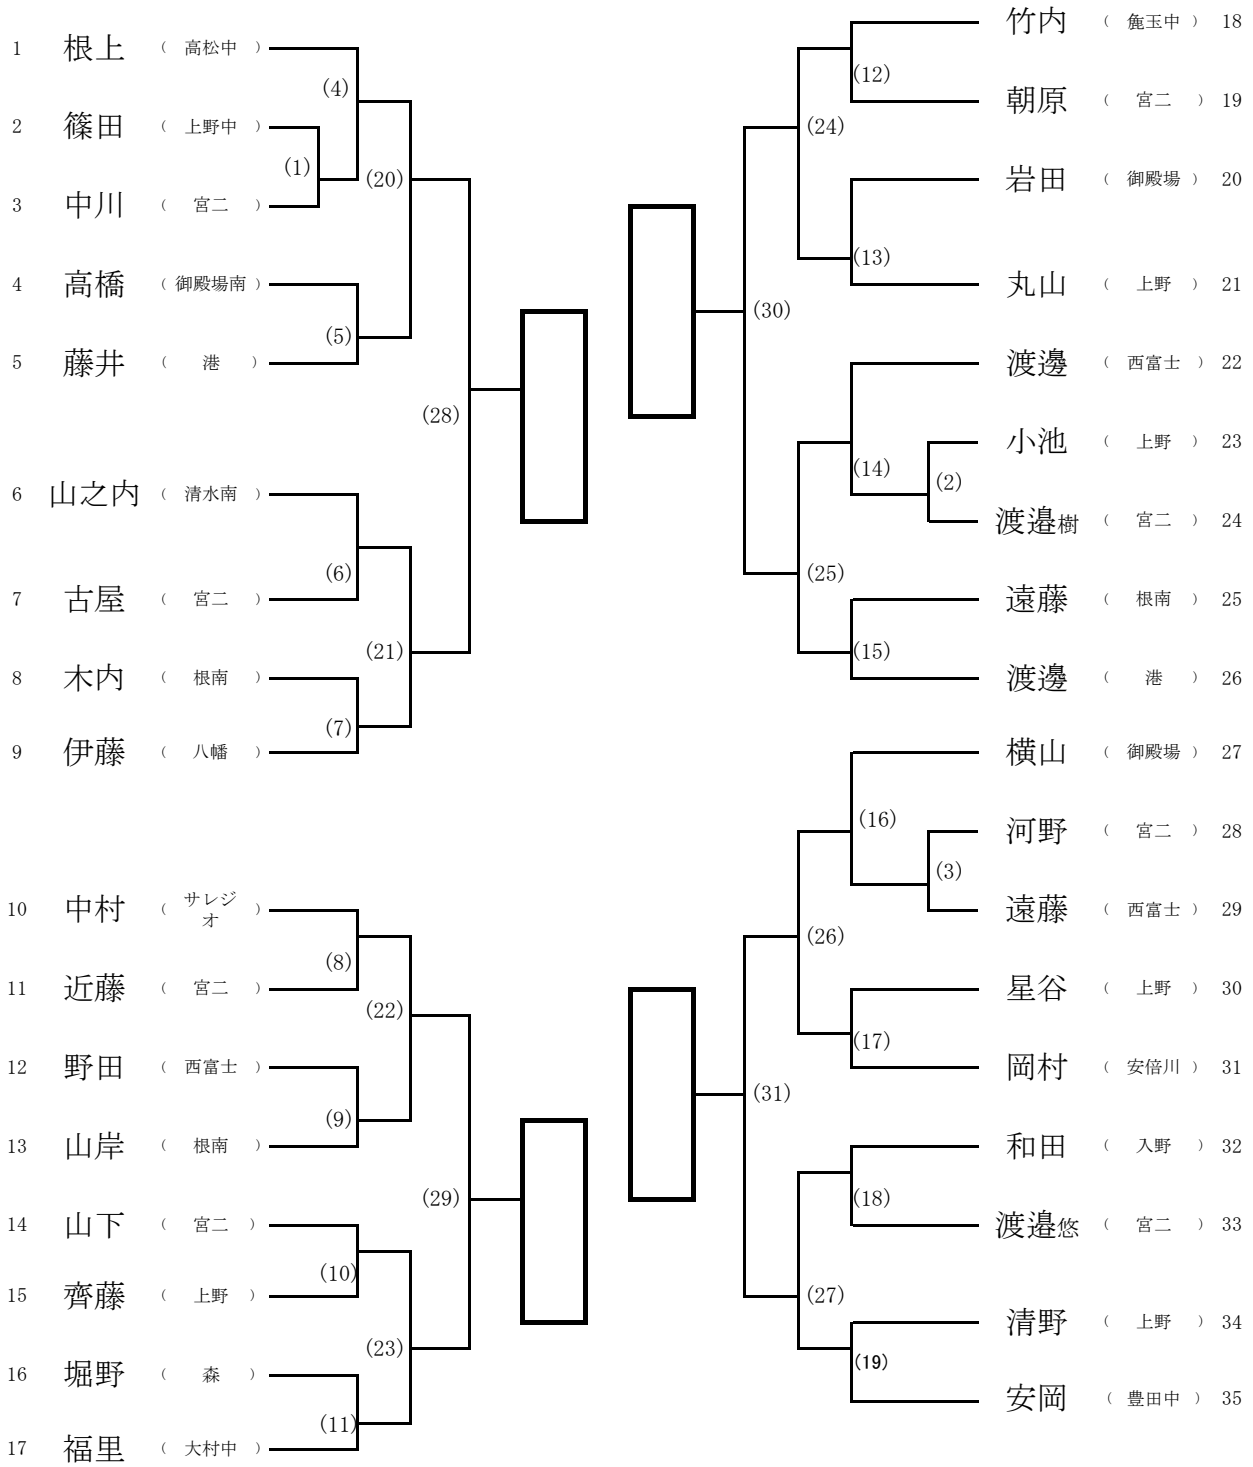 1 根上 （ 高松中 ）
(4)
2 篠田 （ 上野中 ）
(1)
(20)
3 中川 （ 宮二 ）
4 高橋 （ 御殿場南 ）
(5)
5 藤井 （ 港 ）
(28)
6 山之内 （ 清水南 ）
(6)
7 古屋 （ 宮二 ）
(21)
8 木内 （ 根南 ）
(7)
9 伊藤 （ 八幡 ）
10 中村 （ サレジ
オ ）
(8)
11 近藤 （ 宮二 ）
(22)
12 野田 （ 西富士 ）
(9)
13 山岸 （ 根南 ）
(29)
14 山下 （ 宮二 ）
(10)
15 齊藤 （ 上野 ）
(23)
16 堀野 （ 森 ）
(11)
17 福里 （ 大村中 ）
竹内 （ 麁玉中 ） 18
(12)
朝原 （ 宮二 ） 19
(24)
岩田 （ 御殿場 ） 20
(13)
丸山 （ 上野 ） 21
(30)
渡邊 （ 西富士 ） 22
小池 （ 上野 ） 23
(14)
(2)
渡邉樹 （ 宮二 ） 24
(25)
遠藤 （ 根南 ） 25
(15)
渡邊 （ 港 ） 26
横山 （ 御殿場 ） 27
(16)
河野 （ 宮二 ） 28
(3)
遠藤 （ 西富士 ） 29
(26)
星谷 （ 上野 ） 30
(17)
岡村 （ 安倍川 ） 31
(31)
和田 （ 入野 ） 32
(18)
渡邉悠 （ 宮二 ） 33
(27)
清野 （ 上野 ） 34
(19)
安岡 （ 豊田中 ） 35